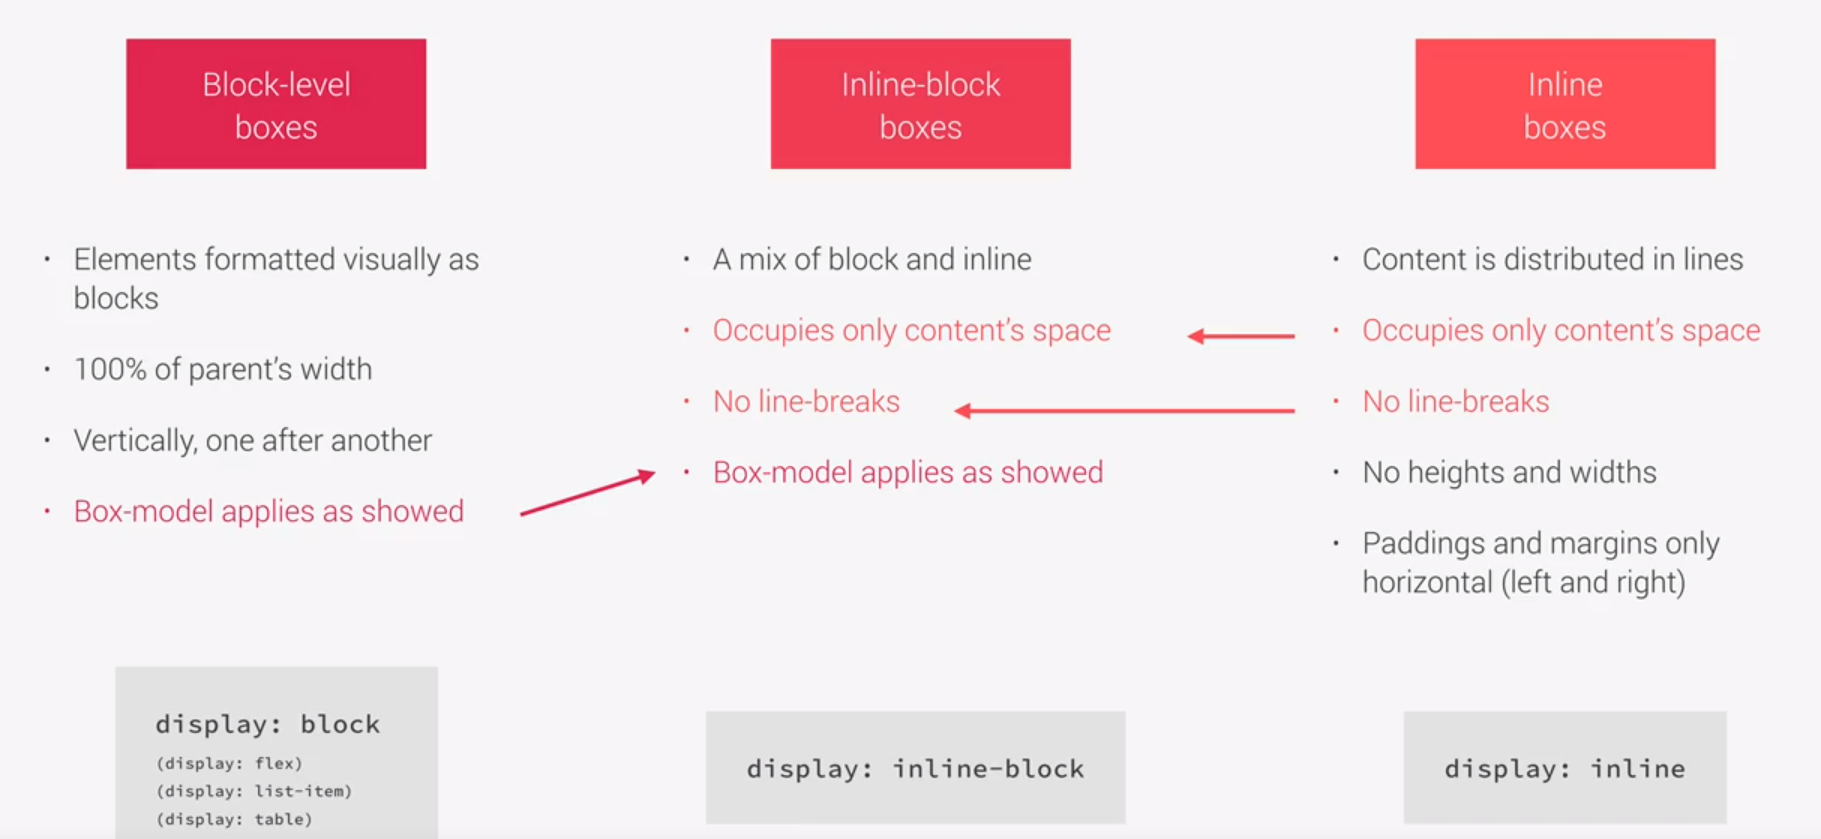 Block-level
boxes
Elements formatted visually as
blocks
100% of parent's width
Vertically, one after another
Box-model applies as showed
display: block
(display: flex)
(display: list-item)
(display: table)
Inline-block
boxes
A mix of block and inline
Occupies only content's space
No line-breaks
Box-model applies as showed
display: inline-block
Inline
boxes
Content is distributed in lines
Occupies only content's space
No line-breaks
No heights and widths
Paddings and margins only
horizontal (left and right)
display: inline